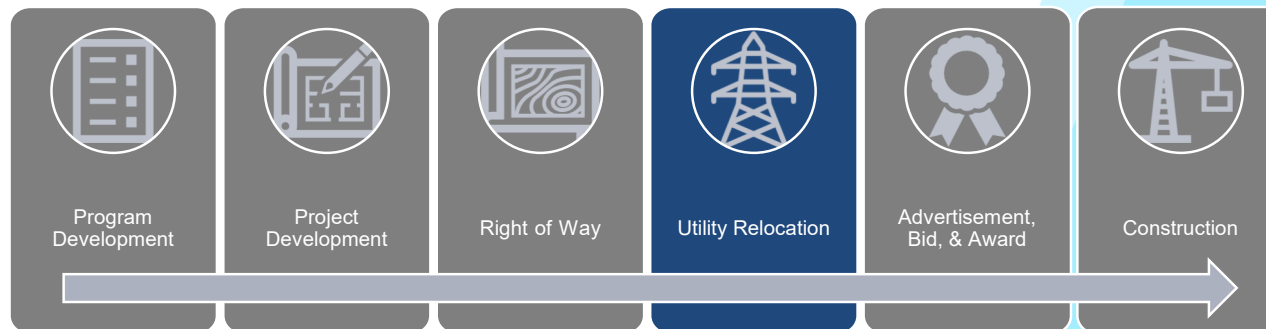 Program
Development
Project
Development
Right of Way
Utility Relocation
Advertisement,
Bid, & Award
Construction